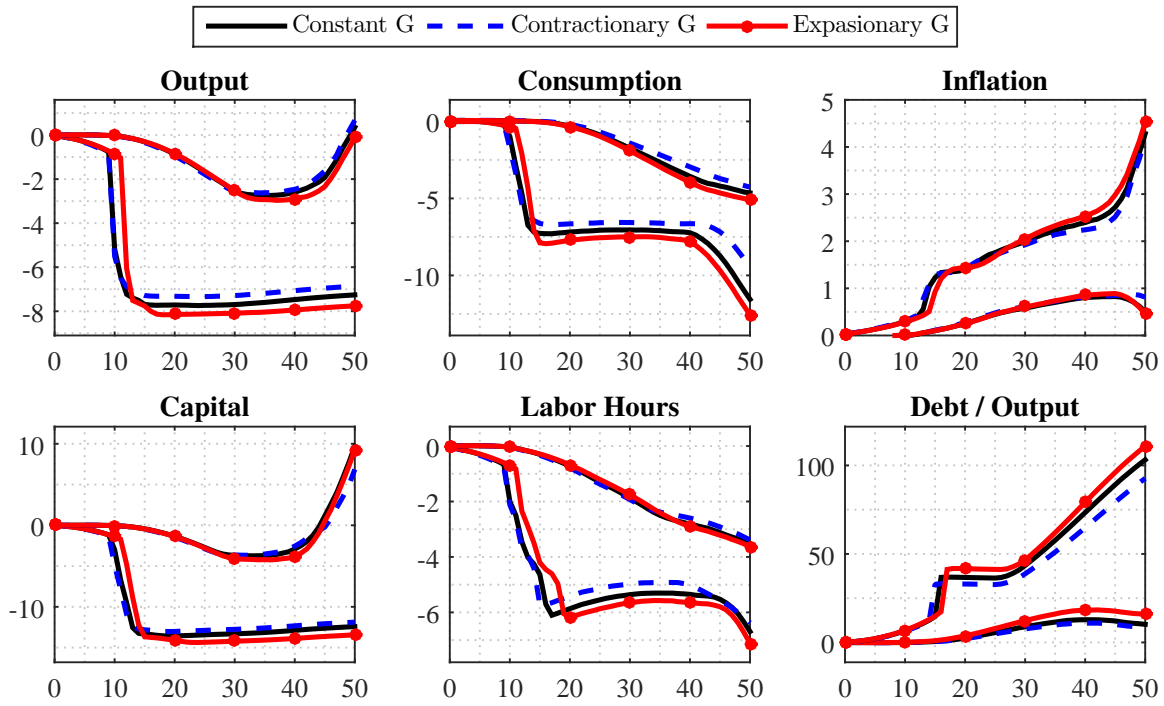 Constant G Contractionary G Expasionary G
Output Consumption Inflation
0 -2 -4 -6 -8
0 10 20 30 40 50
0 -5 -10
0 10 20 30 40 50
5 4 3 2 1 0
0 10 20 30 40 50
Capital Labor Hours Debt / Output
10 0 -10
0 10 20 30 40 50
0 -2 -4 -6
0 10 20 30 40 50
100 50 0
0 10 20 30 40 50